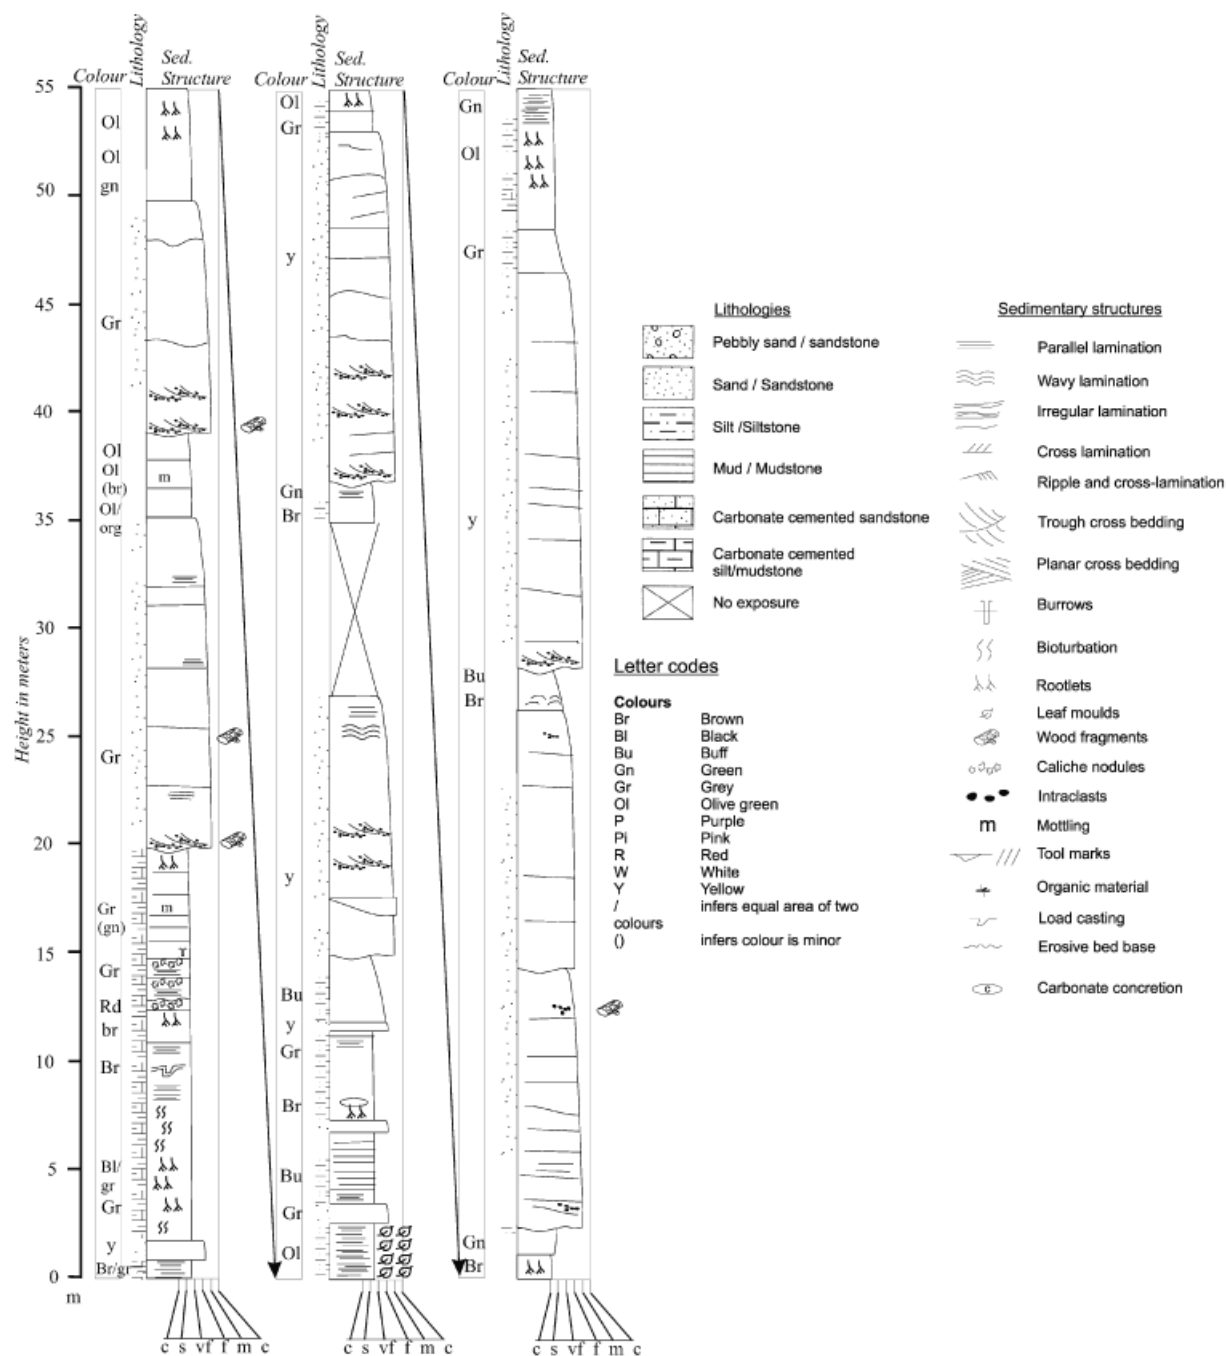 Colour
Lithology
Sed.
Structure
Colour
Lithology
Sed.
Structure
Colour
Lithology
Sed.
Structure
Height in meters
55
50
45
40
35
30
25
20
15
10
5
0
m
Ol
Ol
gn
Gr
Ol
Ol
(br)
m
Ol/
org
Gr
Gr
(gn)
m
Gr
Rd
br
Br
Bl/
gr
Gr
y
Br/gr
c s vf f m c
Ol
Gr
y
Gn
Br
y
Bu
y
Gr
Br
Bu
Gr
Ol
c s vf f m c
Gn
Ol
Gr
y
Bu
Br
Gn
Br
c s vf f m c
Lithologies
Pebbly sand / sandstone
Sand / Sandstone
Silt /Siltstone
Mud / Mudstone
Carbonate cemented sandstone
Carbonate cemented
silt/mudstone
No exposure
Letter codes
Colours
Br Brown
Bl Black
Bu Buff
Gn Green
Gr Grey
Ol Olive green
P Purple
Pi Pink
R Red
W White
Y Yellow
/ infers equal area of two
colours
() infers colour is minor
Sedimentary structures
Parallel lamination
Wavy lamination
Irregular lamination
Cross lamination
Ripple and cross-lamination
Trough cross bedding
Planar cross bedding
Burrows
Bioturbation
Rootlets
Leaf moulds
Wood fragments
Caliche nodules
Intraclasts
m Mottling
Tool marks
Organic material
Load casting
Erosive bed base
c Carbonate concretion